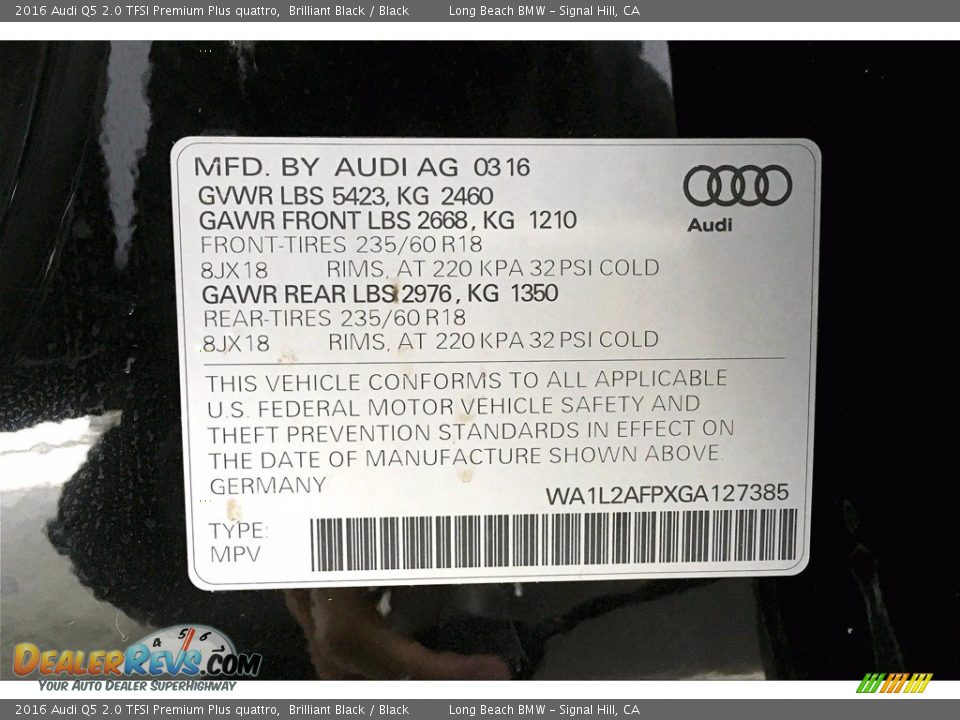 2016 Audi Q5 2.0 TFSI Premium Plus quattro, Brilliant Black / Black Long Beach BMW - Signal Hill, CA
MFD. BY AUDI AG 03 16
GVWR LBS 5423, KG 2460
GAWR FRONT LBS 2668, KG 1210
FRONT-TIRES 235/60 R18
8JX18 RIMS, AT 220 KPA 32 PSI COLD
GAWR REAR LBS 2976, KG 1350
REAR-TIRES 235/60 R18
8JX18 RIMS, AT 220 KPA 32 PSI COLD
Audi
THIS VEHICLE CONFORMS TO ALL APPLICABLE
U.S. FEDERAL MOTOR VEHICLE SAFETY AND
THEFT PREVENTION STANDARDS IN EFFECT ON
THE DATE OF MANUFACTURE SHOWN ABOVE.
GERMANY
WA1L2AFPXGA127385
TYPE:
MPV
4 5 6
DEALERREVS.COM
YOUR AUTO DEALER SUPERHIGHWAY
2016 Audi Q5 2.0 TFSI Premium Plus quattro, Brilliant Black / Black Long Beach BMW - Signal Hill, CA